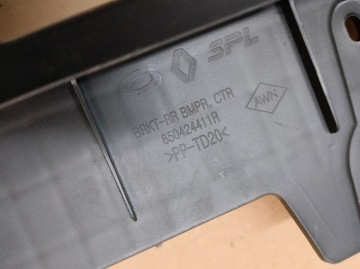 SPL
BRKT-RR BMPR, CTR
850424411R
>PP-TD20<
AWN